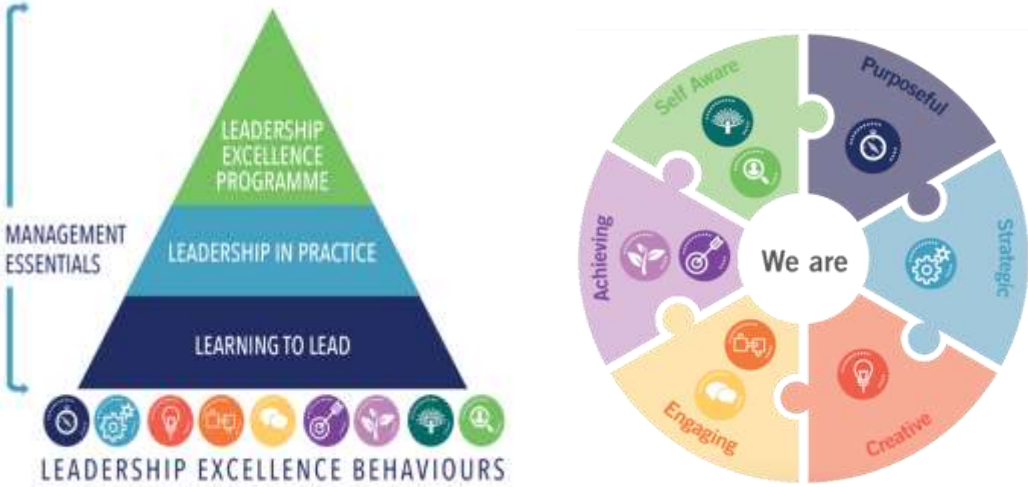 LEADERSHIP
EXCELLENCE
PROGRAMME
MANAGEMENT
ESSENTIALS
LEADERSHIP IN PRACTICE
LEARNING TO LEAD
LEADERSHIP EXCELLENCE BEHAVIOURS
Self Aware
Purposeful
Achieving
We are
Strategic
Engaging
Creative